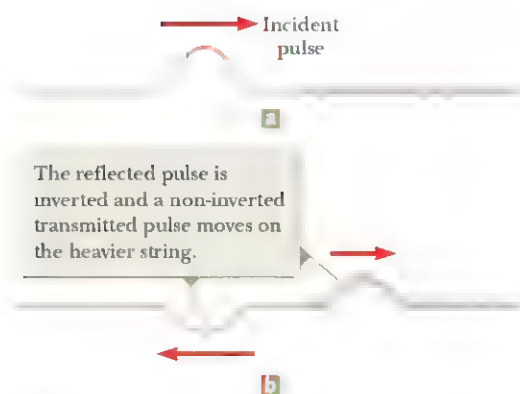 Incident
pulse
a
The reflected pulse is
inverted and a non-inverted
transmitted pulse moves on
the heavier string.
b